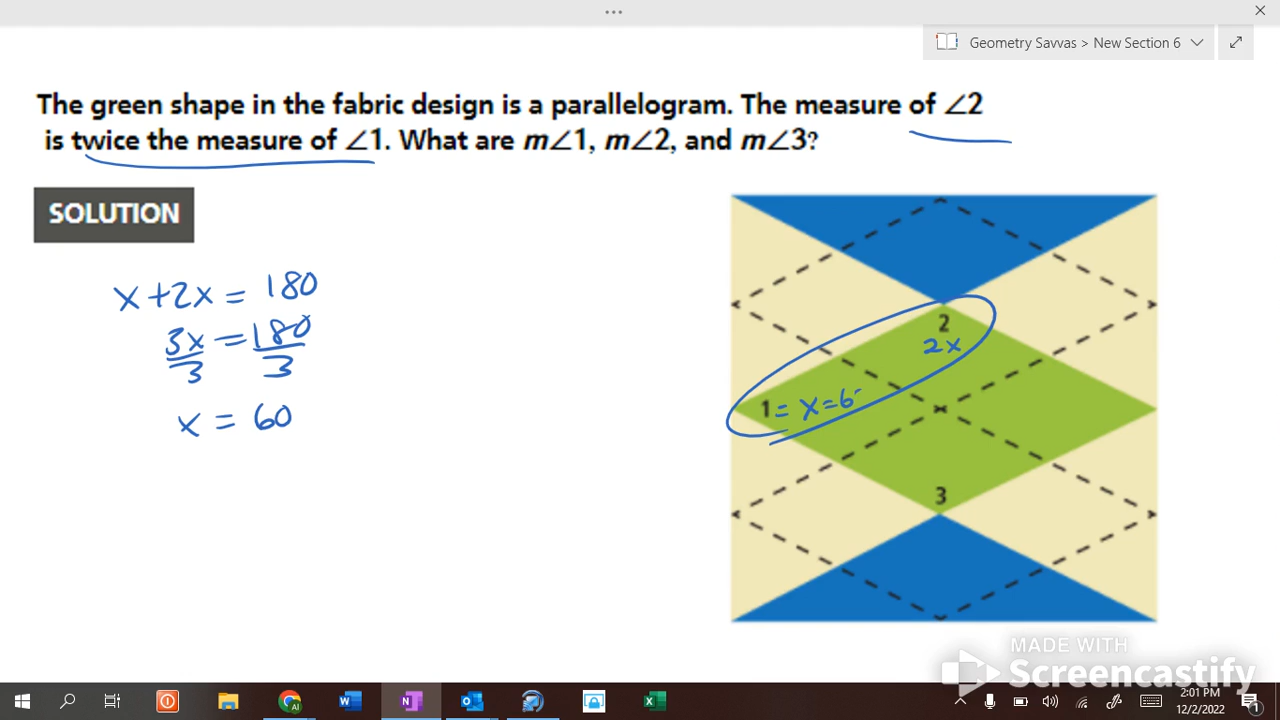 Geometry Savvas > New Section 6
The green shape in the fabric design is a parallelogram. The measure of ∠2
is twice the measure of ∠1. What are m∠1, m∠2, and m∠3?
SOLUTION
x+2x = 180
3x/3 = 180/3
x = 60
2
2x
1 = x=6
3
MADE WITH
Screencastify
2:01 PM
12/2/2022